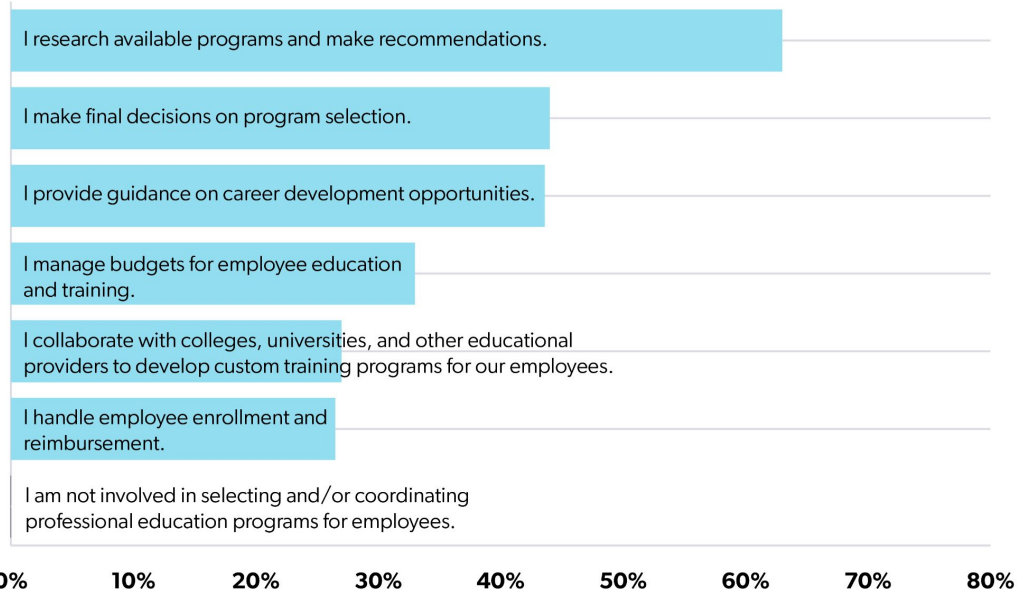 I research available programs and make recommendations.
I make final decisions on program selection.
I provide guidance on career development opportunities.
I manage budgets for employee education
and training.
I collaborate with colleges, universities, and other educational
providers to develop custom training programs for our employees.
I handle employee enrollment and
reimbursement.
I am not involved in selecting and/or coordinating
professional education programs for employees.
0% 10% 20% 30% 40% 50% 60% 70% 80%